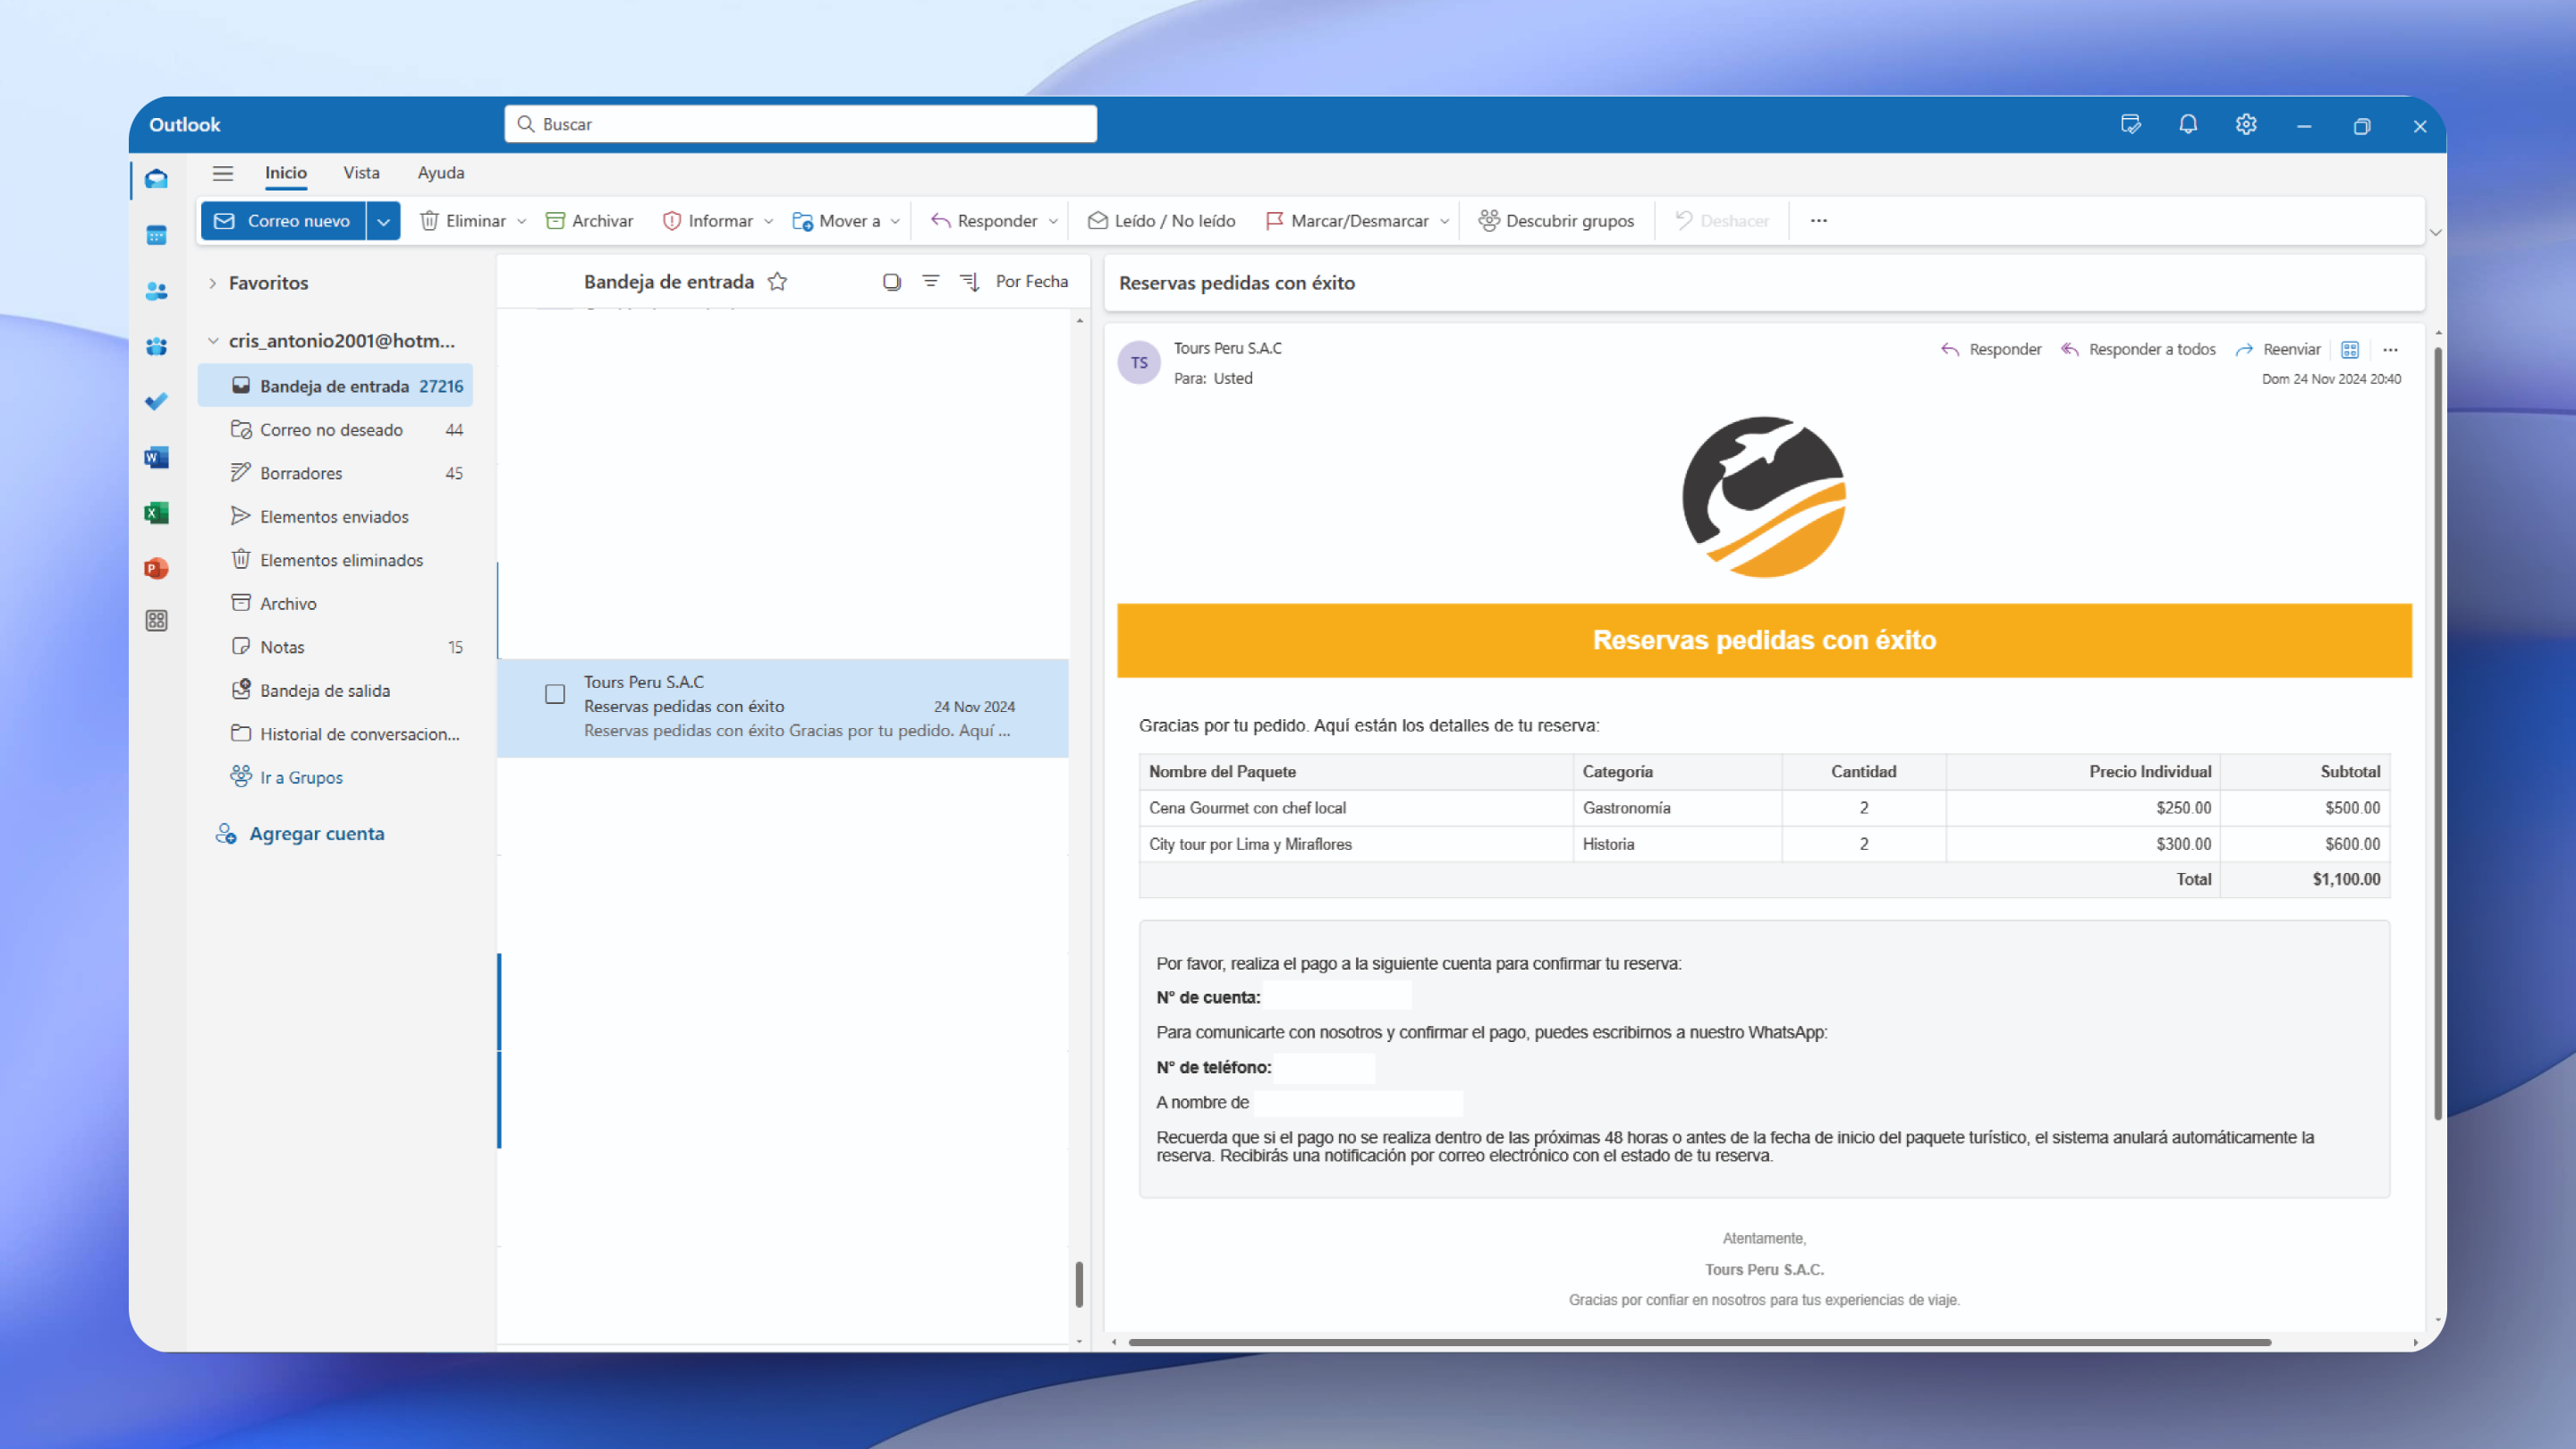 Outlook
Buscar
Inicio
Vista
Ayuda
Correo nuevo
Eliminar
Archivar
Informar
Mover a
Responder
Leído / No leído
Marcar/Desmarcar
Descubrir grupos
Deshacer
Favoritos
cris_antonio2001@hotm...
Bandeja de entrada 27216
Correo no deseado 44
Borradores 45
Elementos enviados
Elementos eliminados
Archivo
Notas 15
Bandeja de salida
Historial de conversacion...
Ir a Grupos
Agregar cuenta
Bandeja de entrada
Por Fecha
Tours Peru S.A.C
Reservas pedidas con éxito 24 Nov 2024
Reservas pedidas con éxito Gracias por tu pedido. Aquí ...
Reservas pedidas con éxito
TS
Tours Peru S.A.C
Para: Usted
Responder
Responder a todos
Reenviar
Dom 24 Nov 2024 20:40
Reservas pedidas con éxito
Gracias por tu pedido. Aquí están los detalles de tu reserva:
Nombre del Paquete Categoría Cantidad Precio Individual Subtotal
Cena Gourmet con chef local Gastronomía 2 $250.00 $500.00
City tour por Lima y Miraflores Historia 2 $300.00 $600.00
Total $1,100.00
Por favor, realiza el pago a la siguiente cuenta para confirmar tu reserva:
N° de cuenta:
Para comunicarte con nosotros y confirmar el pago, puedes escribirnos a nuestro WhatsApp:
N° de teléfono:
A nombre de
Recuerda que si el pago no se realiza dentro de las próximas 48 horas o antes de la fecha de inicio del paquete turístico, el sistema anulará automáticamente la
reserva. Recibirás una notificación por correo electrónico con el estado de tu reserva.
Atentamente,
Tours Peru S.A.C.
Gracias por confiar en nosotros para tus experiencias de viaje.